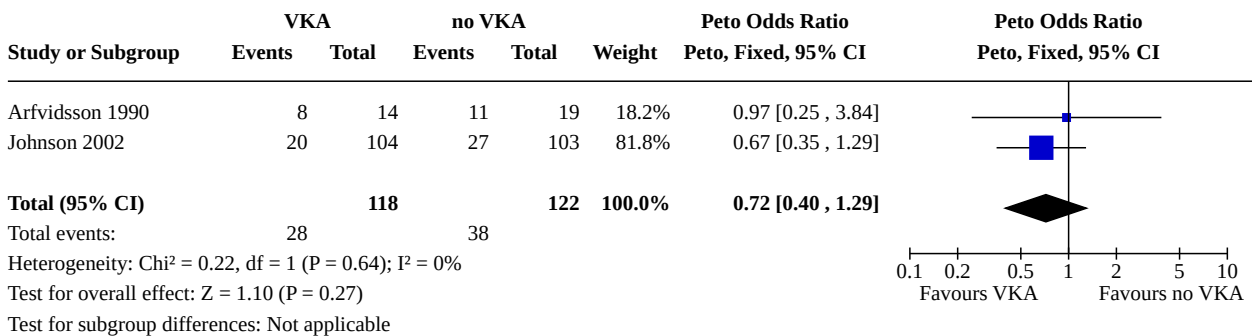 VKA no VKA Peto Odds Ratio Peto Odds Ratio
Study or Subgroup Events Total Events Total Weight Peto, Fixed, 95% CI Peto, Fixed, 95% CI
Arfvidsson 1990 8 14 11 19 18.2% 0.97 [0.25 , 3.84]
Johnson 2002 20 104 27 103 81.8% 0.67 [0.35 , 1.29]
Total (95% CI) 118 122 100.0% 0.72 [0.40 , 1.29]
Total events: 28 38
Heterogeneity: Chi² = 0.22, df = 1 (P = 0.64); I² = 0%
Test for overall effect: Z = 1.10 (P = 0.27)
Test for subgroup differences: Not applicable
0.1 0.2 0.5 1 2 5 10
Favours VKA Favours no VKA